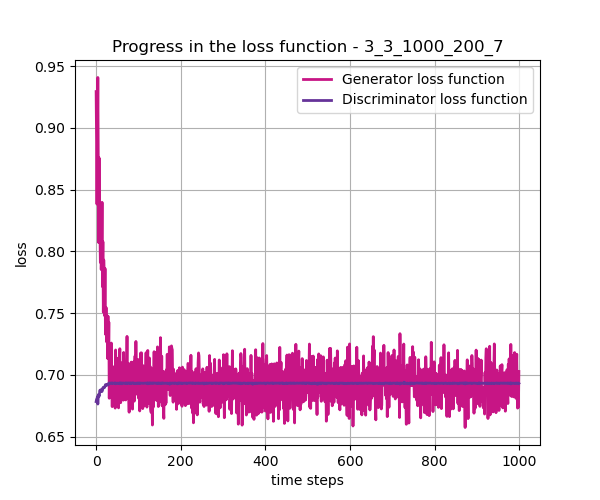 Progress in the loss function - 3_3_1000_200_7
Generator loss function
Discriminator loss function
0.95
0.90
0.85
0.80
0.75
0.70
0.65
loss
0 200 400 600 800 1000
time steps